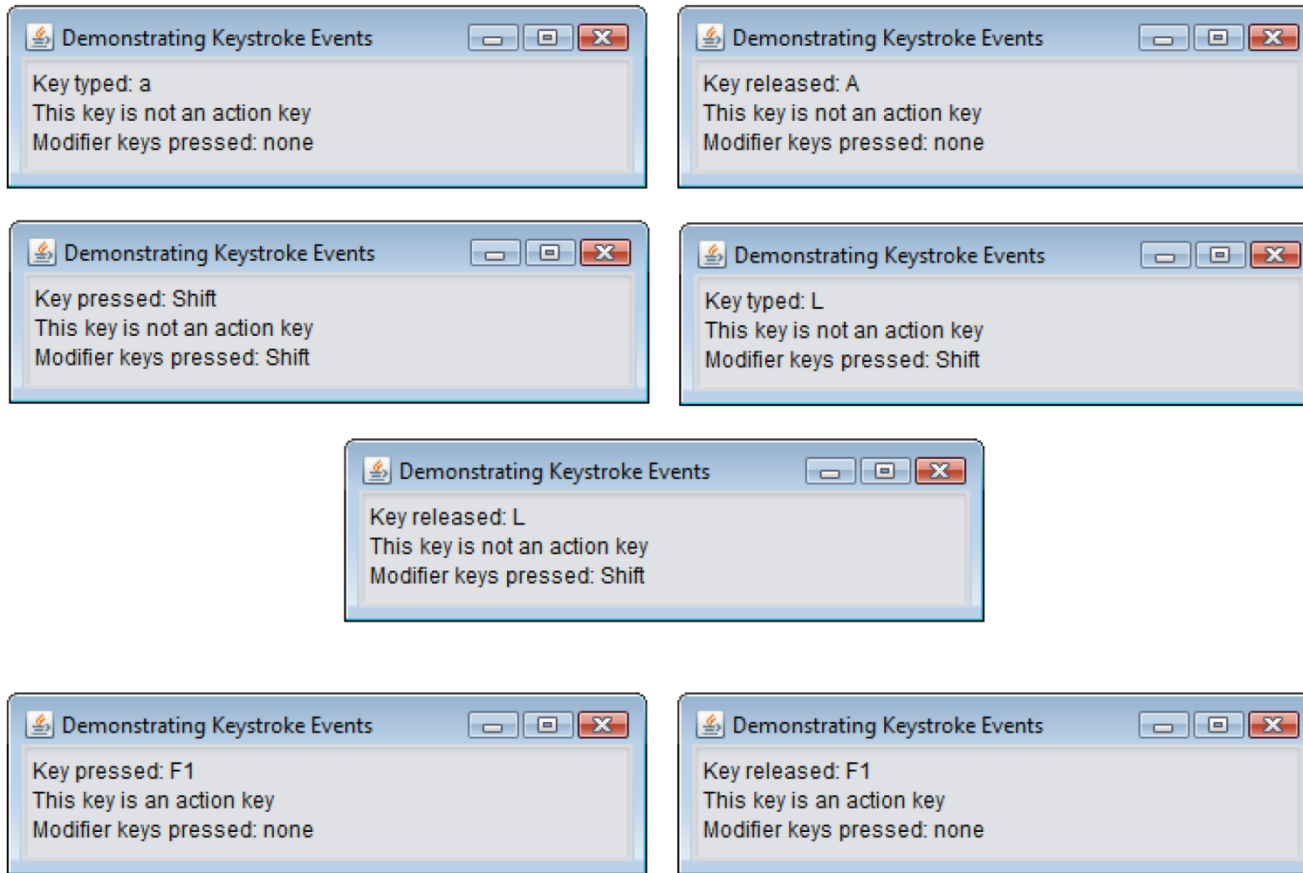 Demonstrating Keystroke Events
Key typed: a
This key is not an action key
Modifier keys pressed: none
Demonstrating Keystroke Events
Key released: A
This key is not an action key
Modifier keys pressed: none
Demonstrating Keystroke Events
Key pressed: Shift
This key is not an action key
Modifier keys pressed: Shift
Demonstrating Keystroke Events
Key typed: L
This key is not an action key
Modifier keys pressed: Shift
Demonstrating Keystroke Events
Key released: L
This key is not an action key
Modifier keys pressed: Shift
Demonstrating Keystroke Events
Key pressed: F1
This key is an action key
Modifier keys pressed: none
Demonstrating Keystroke Events
Key released: F1
This key is an action key
Modifier keys pressed: none